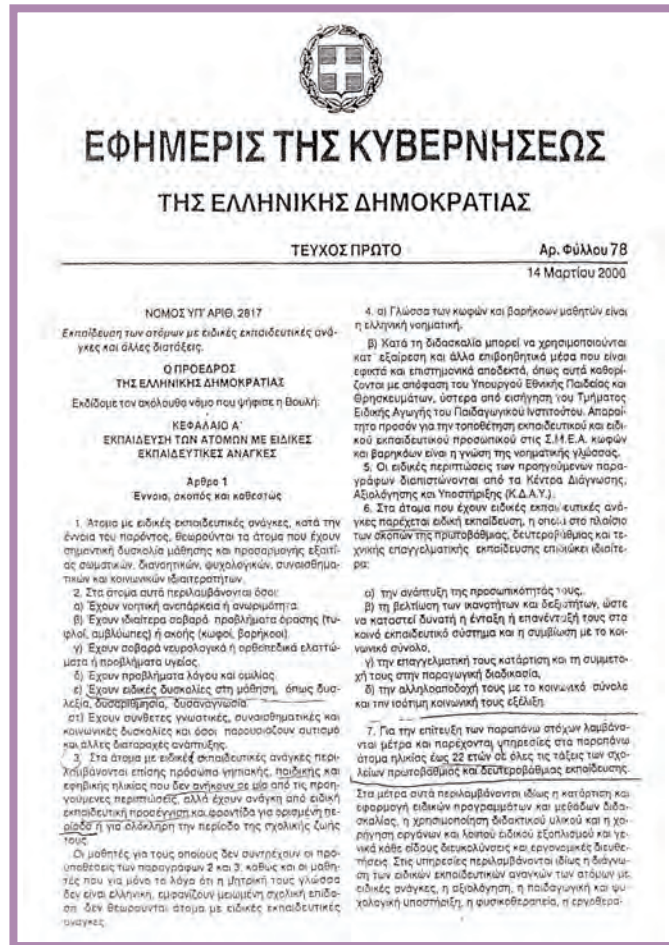 ΕΦΗΜΕΡΙΣ ΤΗΣ ΚΥΒΕΡΝΗΣΕΩΣ
ΤΗΣ ΕΛΛΗΝΙΚΗΣ ΔΗΜΟΚΡΑΤΙΑΣ
ΤΕΥΧΟΣ ΠΡΩΤΟ
Αρ. Φύλλου 78
14 Μαρτίου 2000
ΝΟΜΟΣ ΥΠ' ΑΡΙΘ. 2817
Εκπαίδευση των ατόμων με ειδικές εκπαιδευτικές ανά-
γκες και άλλες διατάξεις.
Ο ΠΡΟΕΔΡΟΣ
ΤΗΣ ΕΛΛΗΝΙΚΗΣ ΔΗΜΟΚΡΑΤΙΑΣ
Εκδίδομε τον ακόλουθο νόμο που ψήφισε η Βουλή:
ΚΕΦΑΛΑΙΟ Α'
ΕΚΠΑΙΔΕΥΣΗ ΤΩΝ ΑΤΟΜΩΝ ΜΕ ΕΙΔΙΚΕΣ
ΕΚΠΑΙΔΕΥΤΙΚΕΣ ΑΝΑΓΚΕΣ
Άρθρο 1
Έννοια, σκοπός και καθεστώς
1. Άτομα με ειδικές εκπαιδευτικές ανάγκες, κατά την
έννοια του παρόντος, θεωρούνται τα άτομα που έχουν
σημαντική δυσκολία μάθησης και προσαρμογής εξαιτί-
ας σωματικών, διανοητικών, ψυχολογικών, συναισθημα-
τικών και κοινωνικών ιδιαιτεροτήτων.
2. Στα άτομα αυτά περιλαμβάνονται όσοι:
α) Έχουν νοητική ανεπάρκεια ή ανωριμότητα.
β) Έχουν ιδιαίτερα σοβαρά προβλήματα όρασης (τυ-
φλοί, αμβλύωπες) ή ακοής (κωφοί, βαρήκοοι).
γ) Έχουν σοβαρά νευρολογικά ή ορθοπεδικά ελαττώ-
ματα ή προβλήματα υγείας.
δ) Έχουν προβλήματα λόγου και ομιλίας.
ε) Έχουν ειδικές δυσκολίες στη μάθηση, όπως δυσ-
λεξία, δυσαριθμησία, δυσαναγνωσία.
στ) Έχουν σύνθετες γνωστικές, συναισθηματικές και
κοινωνικές δυσκολίες και όσοι παρουσιάζουν αυτισμό
και άλλες διαταραχές ανάπτυξης.
3. Στα άτομα με ειδικές εκπαιδευτικές ανάγκες περι-
λαμβάνονται επίσης πρόσωπα νηπιακής, παιδικής και
εφηβικής ηλικίας που δεν ανήκουν σε μία από τις προη-
γούμενες περιπτώσεις, αλλά έχουν ανάγκη από ειδική
εκπαιδευτική προσέγγιση και φροντίδα για ορισμένη πε-
ρίοδο ή για ολόκληρη την περίοδο της σχολικής ζωής
τους.
Οι μαθητές για τους οποίους δεν συντρέχουν οι προ-
ϋποθέσεις των παραγράφων 2 και 3, καθώς και οι μαθη-
τές που για μόνο το λόγο ότι η μητρική τους γλώσσα
δεν είναι ελληνική, εμφανίζουν μειωμένη σχολική επίδο-
ση δεν θεωρούνται άτομα με ειδικές εκπαιδευτικές
ανάγκες.
4. α) Γλώσσα των κωφών και βαρήκοων μαθητών είναι
η ελληνική νοηματική.
β) Κατά τη διδασκαλία μπορεί να χρησιμοποιούνται
κατ' εξαίρεση και άλλα επιβοηθητικά μέσα που είναι
εφικτά και επιστημονικά αποδεκτά, όπως αυτά καθορί-
ζονται με απόφαση του Υπουργού Εθνικής Παιδείας και
Θρησκευμάτων, ύστερα από εισήγηση του Τμήματος
Ειδικής Αγωγής του Παιδαγωγικού Ινστιτούτου. Απαραί-
τητο προσόν για την τοποθέτηση εκπαιδευτικού και ειδι-
κού εκπαιδευτικού προσωπικού στις Σ.Μ.Ε.Α. κωφών
και βαρηκόων είναι η γνώση της νοηματικής γλώσσας.
5. Οι ειδικές περιπτώσεις των προηγούμενων παρα-
γράφων διαπιστώνονται από τα Κέντρα Διάγνωσης,
Αξιολόγησης και Υποστήριξης (Κ.Δ.Α.Υ.).
6. Στα άτομα που έχουν ειδικές εκπαιδευτικές ανά-
γκες παρέχεται ειδική εκπαίδευση, η οποία στο πλαίσιο
των σκοπών της πρωτοβάθμιας, δευτεροβάθμιας και τε-
χνικής επαγγελματικής εκπαίδευσης επιδιώκει ιδιαίτε-
ρα:
α) την ανάπτυξη της προσωπικότητάς τους,
β) τη βελτίωση των ικανοτήτων και δεξιοτήτων, ώστε
να καταστεί δυνατή η ένταξη ή επανένταξή τους στο
κοινό εκπαιδευτικό σύστημα και η συμβίωση με το κοι-
νωνικό σύνολο,
γ) την επαγγελματική τους κατάρτιση και τη συμμετο-
χή τους στην παραγωγική διαδικασία,
δ) την αλληλοαποδοχή τους με το κοινωνικό σύνολο
και την ισότιμη κοινωνική τους εξέλιξη.
7. Για την επίτευξη των παραπάνω στόχων λαμβάνο-
νται μέτρα και παρέχονται υπηρεσίες στα παραπάνω
άτομα ηλικίας έως 22 ετών σε όλες τις τάξεις των σχο-
λείων πρωτοβάθμιας και δευτεροβάθμιας εκπαίδευσης.
Στα μέτρα αυτά περιλαμβάνονται ιδίως η κατάρτιση και
εφαρμογή ειδικών προγραμμάτων και μεθόδων διδα-
σκαλίας, η χρησιμοποίηση διδακτικού υλικού και η χο-
ρήγηση οργάνων και λοιπού ειδικού εξοπλισμού και γε-
νικά κάθε είδους διευκολύνσεις και εργονομικές διευθε-
τήσεις. Στις υπηρεσίες περιλαμβάνονται ιδίως η διάγνω-
ση των ειδικών εκπαιδευτικών αναγκών των ατόμων με
ειδικές ανάγκες, η αξιολόγηση, η παιδαγωγική και ψυ-
χολογική υποστήριξη, η φυσικοθεραπεία, η εργοθερα-